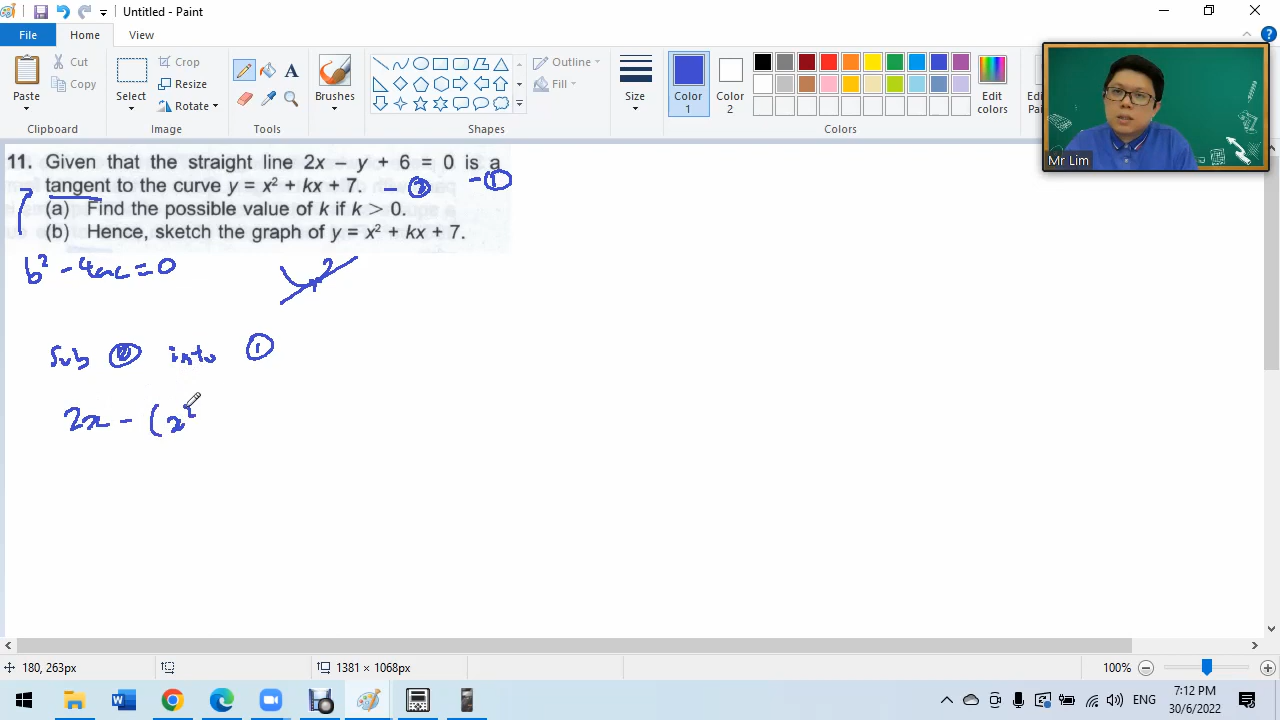 Untitled - Paint
File Home View
Paste Cut Copy Clipboard
Select Crop Resize Rotate Image
Tools
Brushes
Shapes Outline Fill
Size
Color 1 Color 2 Edit colors Colors
Edit Pai
Mr Lim
11. Given that the straight line 2x – y + 6 = 0 is a – ①
tangent to the curve y = x² + kx + 7. – ②
(a) Find the possible value of k if k > 0.
(b) Hence, sketch the graph of y = x² + kx + 7.
b² - 4ac = 0
Sub ② into ①
2x - (x²
180, 263px 1381 × 1068px 100%
ENG 7:12 PM
30/6/2022